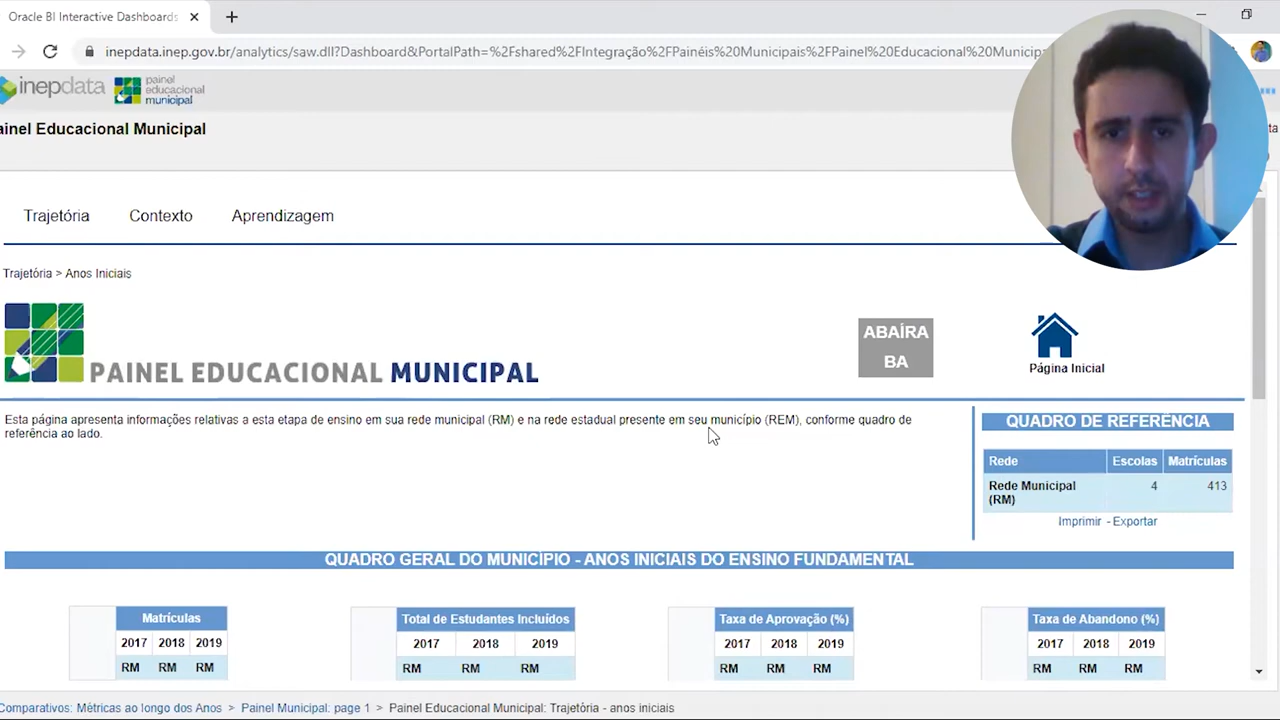 Oracle BI Interactive Dashboards
inepdata.inep.gov.br/analytics/saw.dll?Dashboard&PortalPath=%2Fshared%2FIntegração%2FPainéis%20Municipais%2FPainel%20Educacional%20Municipa
inepdata
painel
educacional
municipal
ainel Educacional Municipal
ta
Trajetória Contexto Aprendizagem
Trajetória > Anos Iniciais
PAINEL EDUCACIONAL MUNICIPAL
ABAÍRA
BA
Página Inicial
Esta página apresenta informações relativas a esta etapa de ensino em sua rede municipal (RM) e na rede estadual presente em seu município (REM), conforme quadro de
referência ao lado.
QUADRO DE REFERÊNCIA
Rede Escolas Matrículas
Rede Municipal
(RM) 4 413
Imprimir - Exportar
QUADRO GERAL DO MUNICÌPIO - ANOS INICIAIS DO ENSINO FUNDAMENTAL
Matrículas
2017 2018 2019
RM RM RM
Total de Estudantes Incluídos
2017 2018 2019
RM RM RM
Taxa de Aprovação (%)
2017 2018 2019
RM RM RM
Taxa de Abandono (%)
2017 2018 2019
RM RM RM
Comparativos: Métricas ao longo dos Anos > Painel Municipal: page 1 > Painel Educacional Municipal: Trajetória - anos iniciais